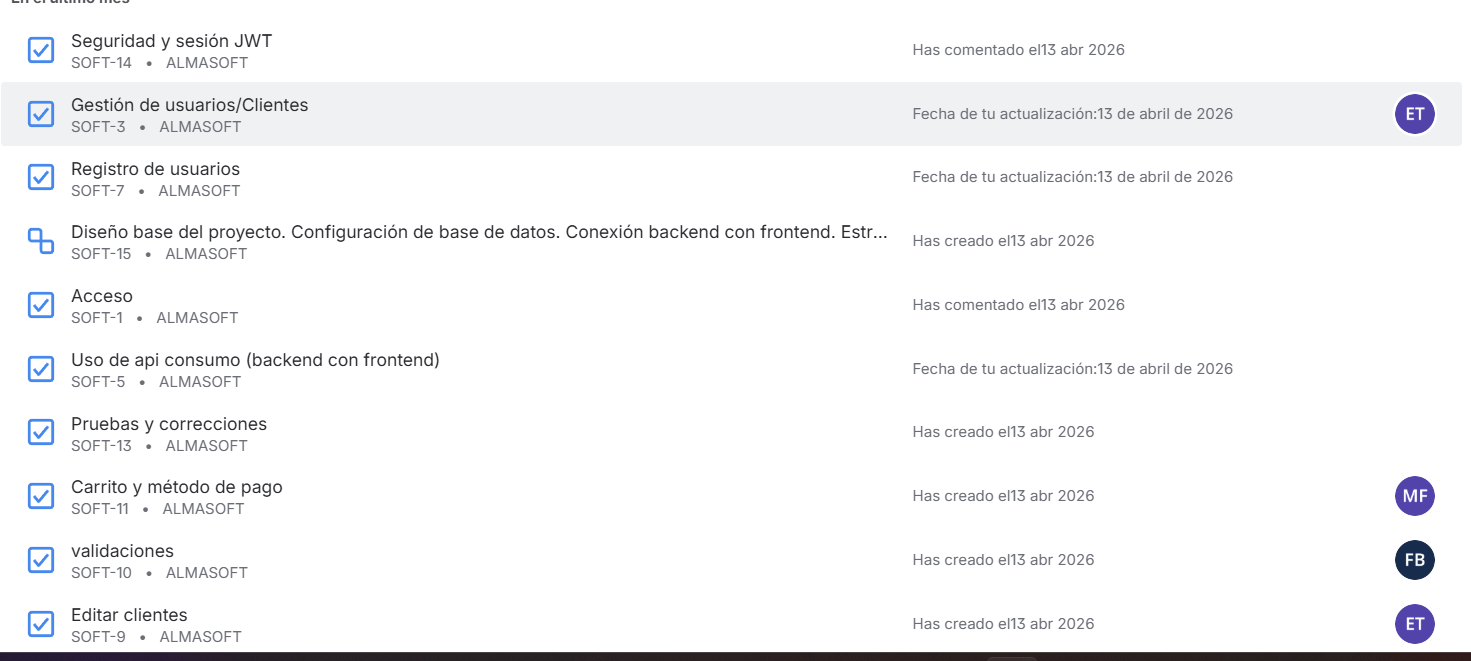 En el último mes
Seguridad y sesión JWT
SOFT-14 • ALMASOFT
Has comentado el13 abr 2026
Gestión de usuarios/Clientes
SOFT-3 • ALMASOFT
Fecha de tu actualización:13 de abril de 2026
ET
Registro de usuarios
SOFT-7 • ALMASOFT
Fecha de tu actualización:13 de abril de 2026
Diseño base del proyecto. Configuración de base de datos. Conexión backend con frontend. Estr...
SOFT-15 • ALMASOFT
Has creado el13 abr 2026
Acceso
SOFT-1 • ALMASOFT
Has comentado el13 abr 2026
Uso de api consumo (backend con frontend)
SOFT-5 • ALMASOFT
Fecha de tu actualización:13 de abril de 2026
Pruebas y correcciones
SOFT-13 • ALMASOFT
Has creado el13 abr 2026
Carrito y método de pago
SOFT-11 • ALMASOFT
Has creado el13 abr 2026
MF
validaciones
SOFT-10 • ALMASOFT
Has creado el13 abr 2026
FB
Editar clientes
SOFT-9 • ALMASOFT
Has creado el13 abr 2026
ET